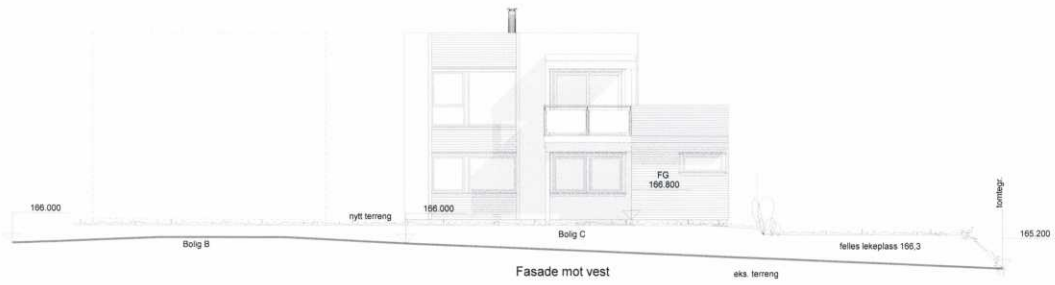 FG
166.800
tomtegr.
166.000
nytt terreng
166.000
Bolig B
Bolig C
felles lekeplass 166,3
165.200
Fasade mot vest
eks. terreng